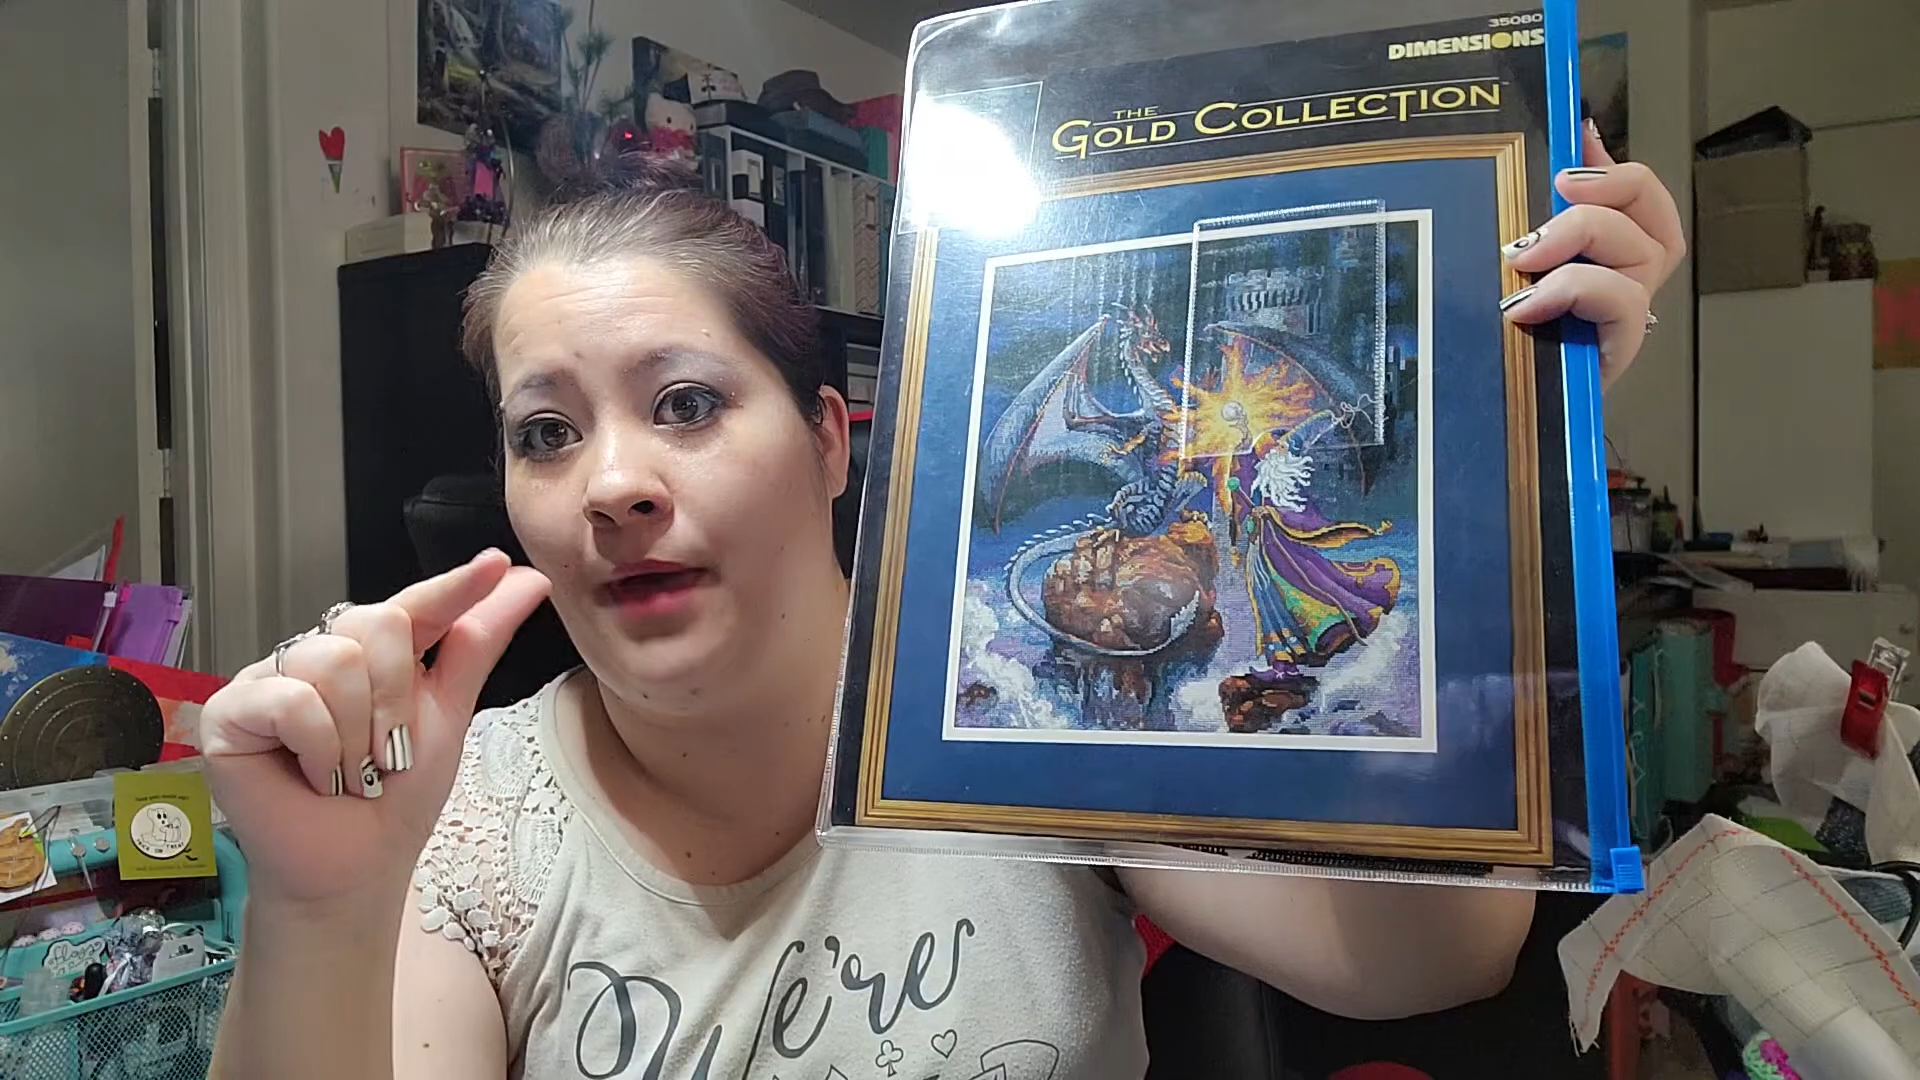 35080
DIMENSIONS
THE
GOLD COLLECTION
We're
TRICK OR TREAT